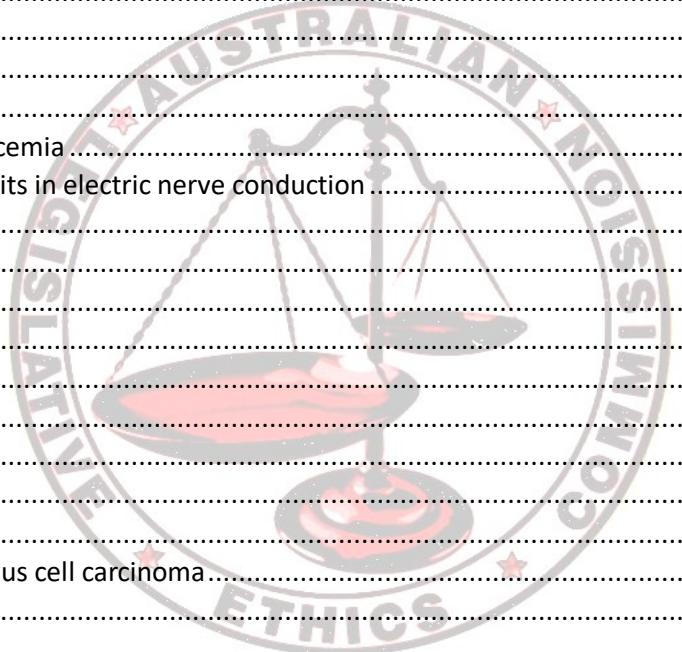 AUSTRALIAN
LEGISLATIVE
COMMISSION
ETHICS
cemia
its in electric nerve conduction
us cell carcinoma